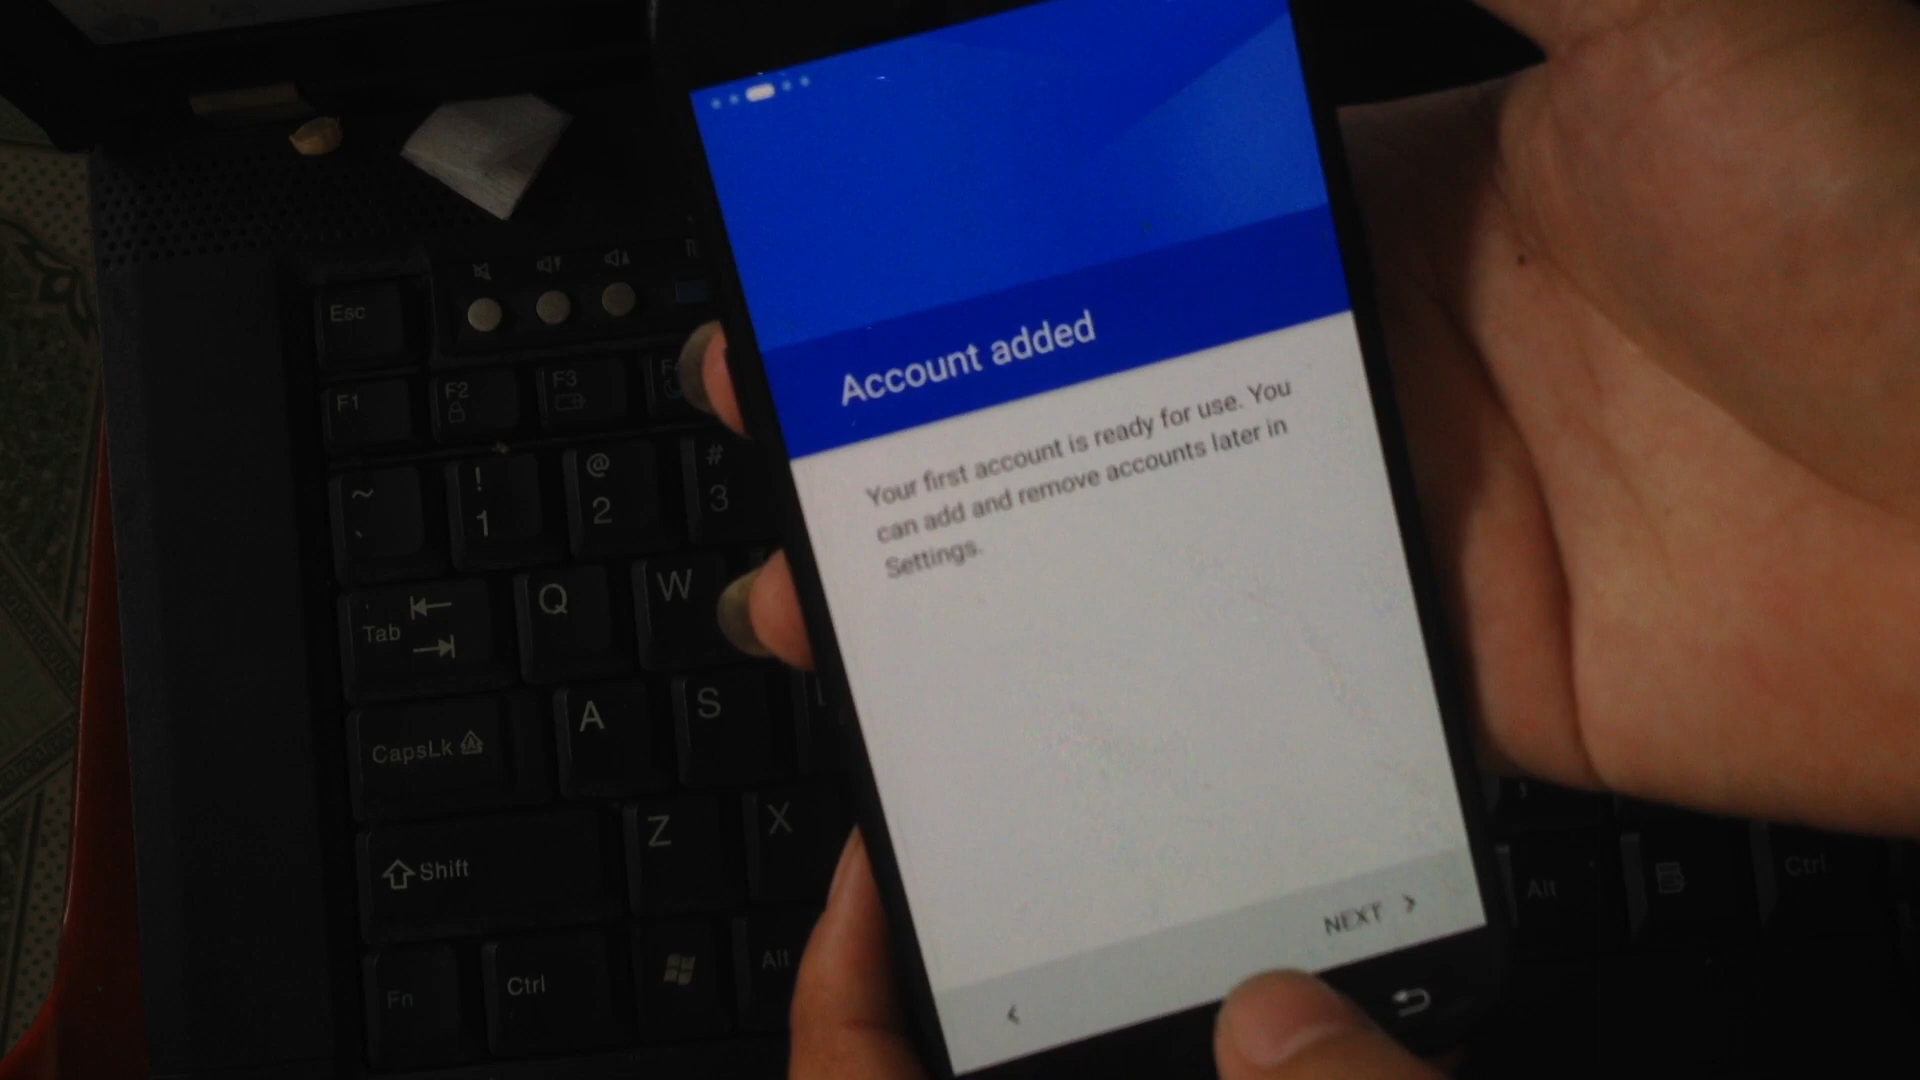 Account added
Your first account is ready for use. You
can add and remove accounts later in
Settings.
NEXT
Esc
F1
F2
F3
~
`
!
1
@
2
#
3
Tab
Q
W
CapsLk
A
S
Shift
Z
X
Fn
Ctrl
Alt
Alt
Ctrl